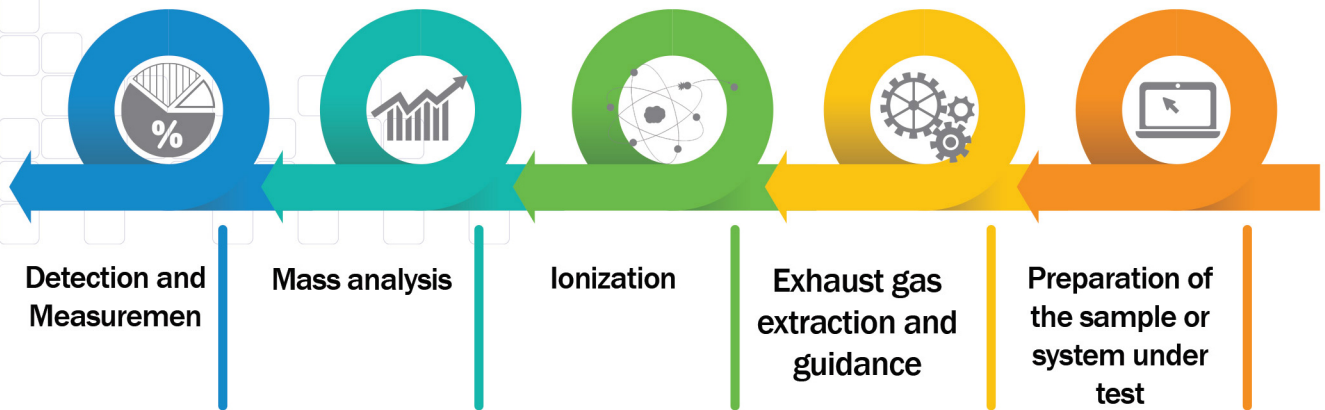 %
Detection and
Measuremen
Mass analysis
Ionization
Exhaust gas
extraction and
guidance
Preparation of
the sample or
system under
test